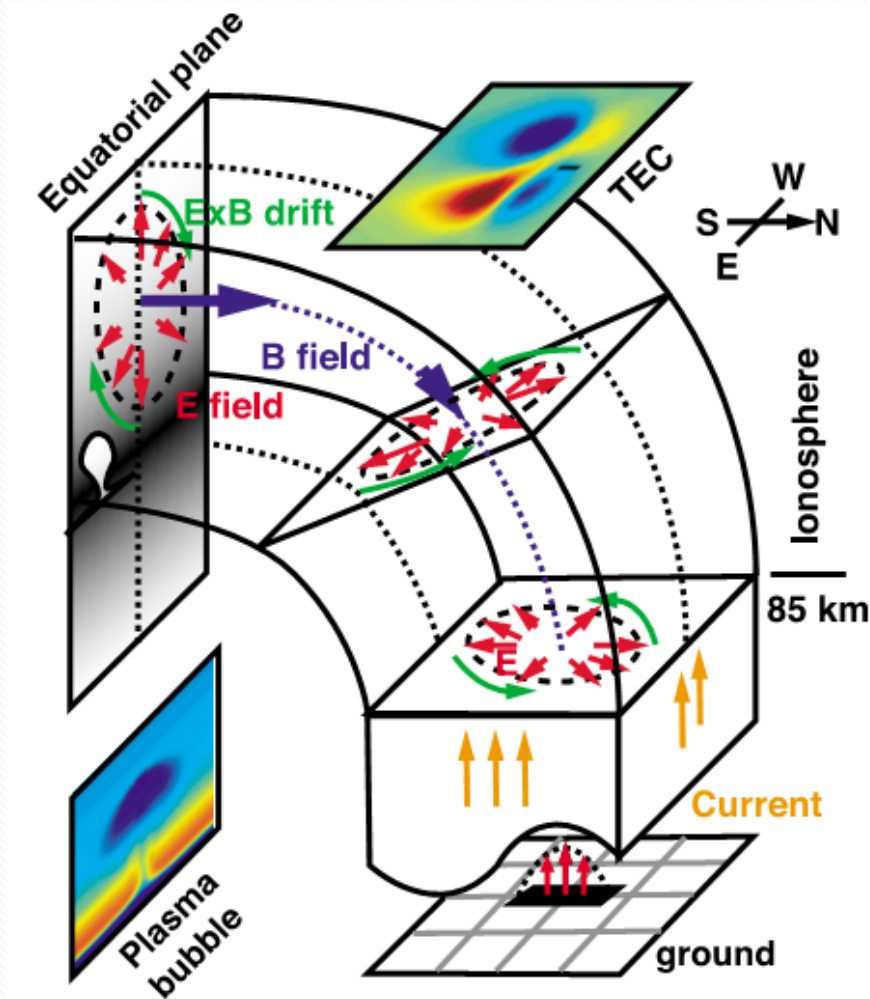 Equatorial plane
TEC
W
S
N
E
ExB drift
B field
E field
Ionosphere
85 km
E
Current
Plasma
bubble
ground